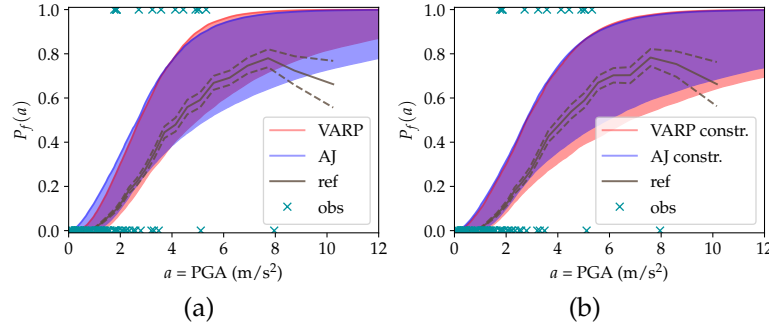 1.0
0.8
0.6
0.4
0.2
0.0
P_f(a)
0 2 4 6 8 10 12
a = PGA (m/s²)
VARP
AJ
ref
obs
(a)
1.0
0.8
0.6
0.4
0.2
0.0
P_f(a)
0 2 4 6 8 10 12
a = PGA (m/s²)
VARP constr.
AJ constr.
ref
obs
(b)